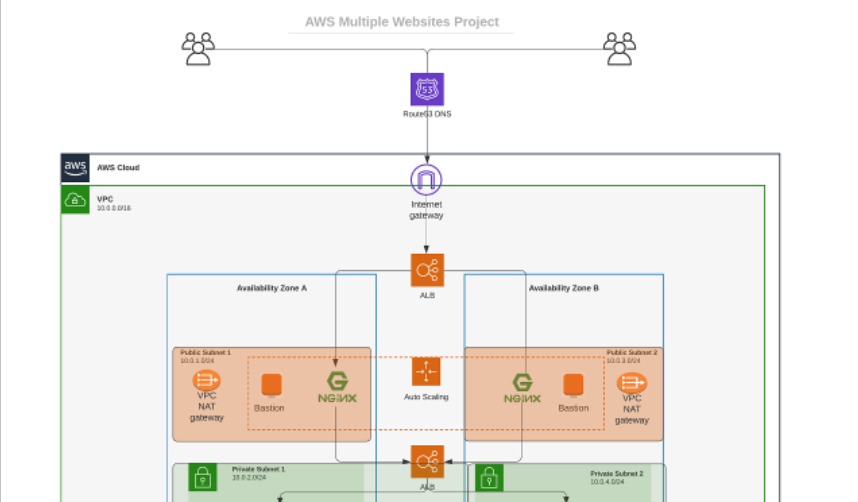 AWS Multiple Websites Project
53
Route53 DNS
aws
AWS Cloud
VPC
10.0.0.0/16
Internet
gateway
ALB
Availability Zone A
Availability Zone B
Public Subnet 1
10.0.1.0/24
Public Subnet 2
10.0.3.0/24
VPC
NAT
gateway
Bastion
G
NGINX
Auto Scaling
G
NGINX
Bastion
VPC
NAT
gateway
ALB
Private Subnet 1
10.0.2.0/24
Private Subnet 2
10.0.4.0/24